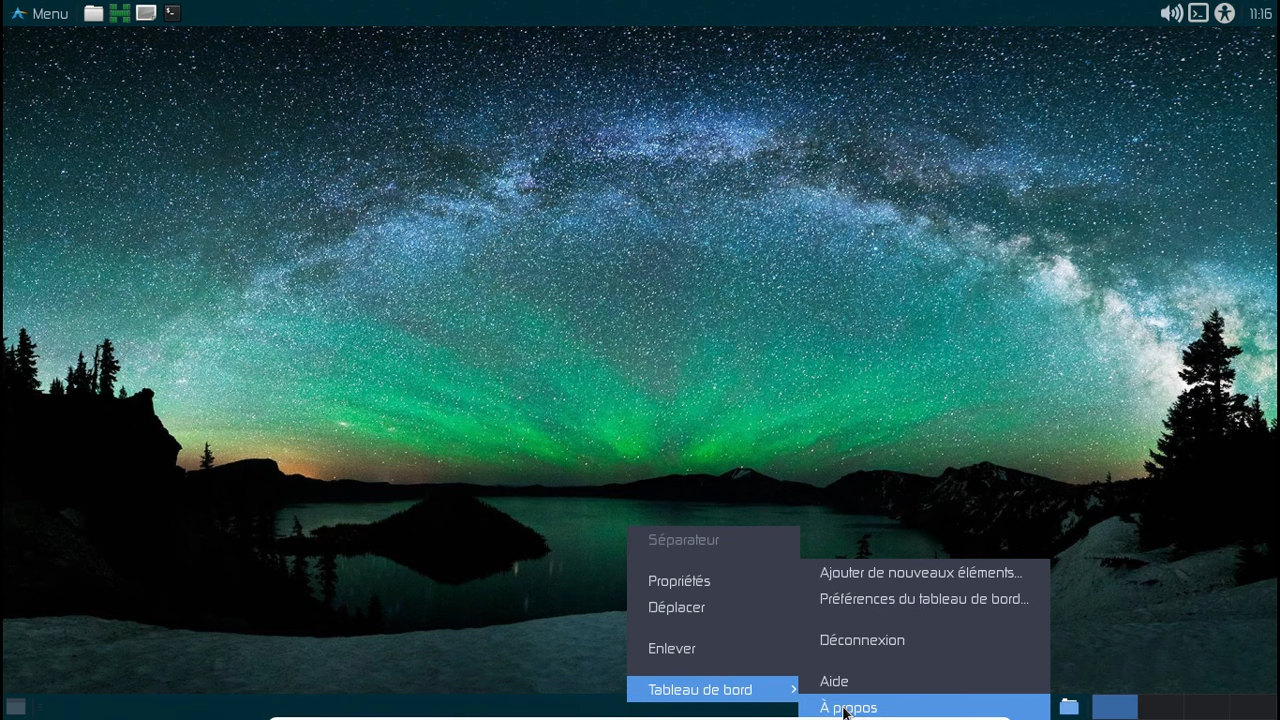 Menu
11:16
Séparateur
Propriétés
Déplacer
Enlever
Tableau de bord
Ajouter de nouveaux éléments...
Préférences du tableau de bord...
Déconnexion
Aide
À propos